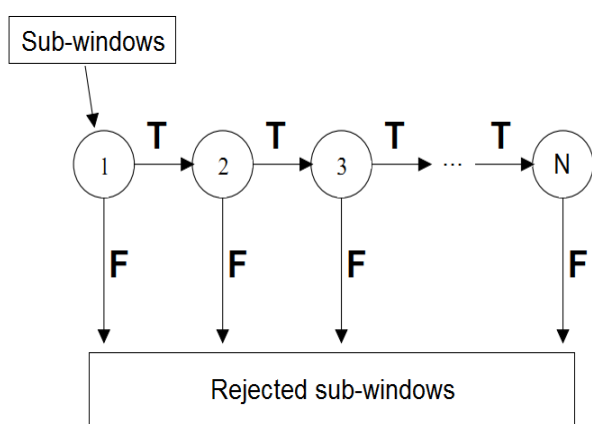 Sub-windows
T T T T
1 2 3 ... N
F F F F
Rejected sub-windows